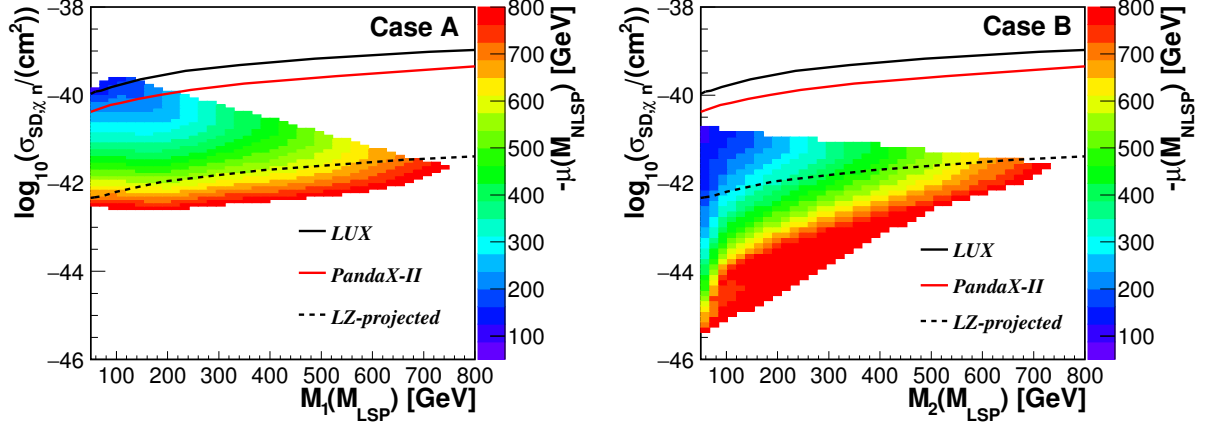 Case A
log10(σSD,χ n/(cm2))
−38
−40
−42
−44
−46
LUX
PandaX-II
LZ-projected
100 200 300 400 500 600 700 800
M1(MLSP) [GeV]
800
700
600
500
400
300
200
100
-μ(MNLSP) [GeV]
Case B
log10(σSD,χ n/(cm2))
−38
−40
−42
−44
−46
LUX
PandaX-II
LZ-projected
100 200 300 400 500 600 700 800
M2(MLSP) [GeV]
800
700
600
500
400
300
200
100
-μ(MNLSP) [GeV]